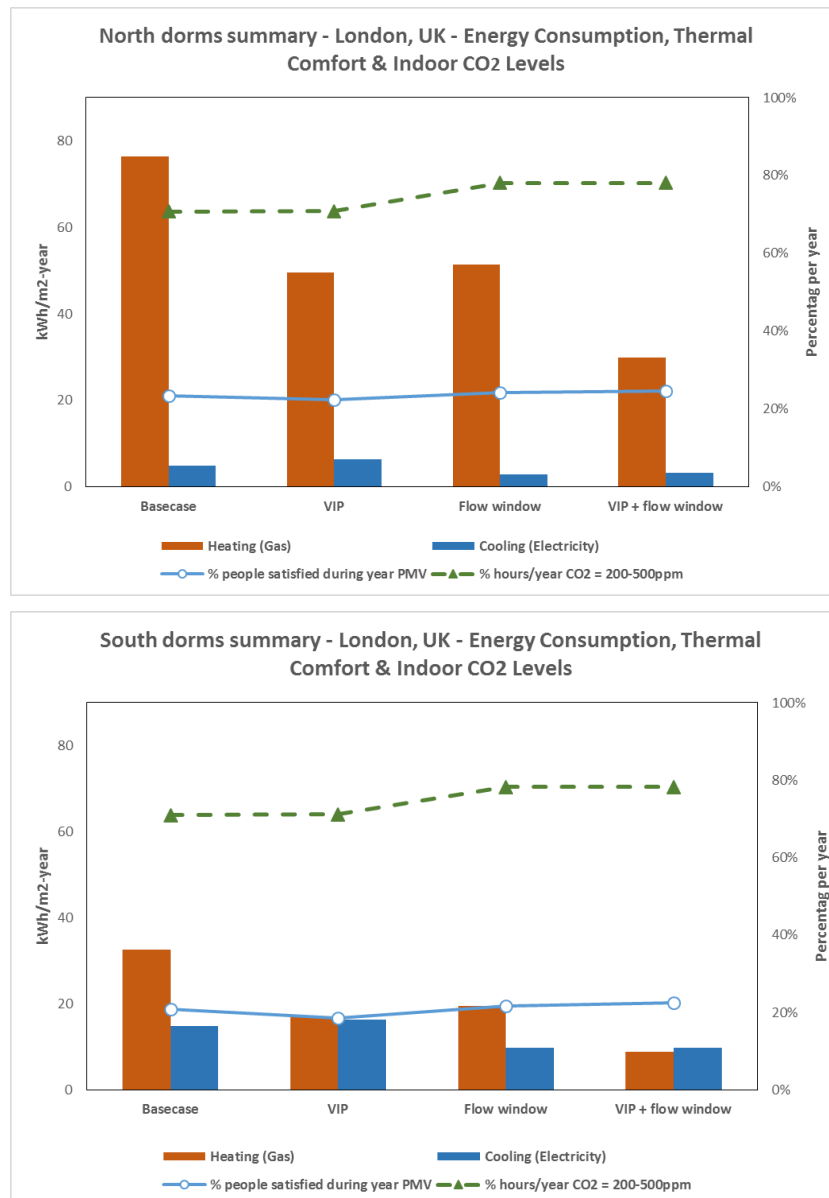 North dorms summary - London, UK - Energy Consumption, Thermal
Comfort & Indoor CO2 Levels
100%
80
80%
60
60%
40
40%
20
20%
0
0%
kWh/m2-year
Percentag per year
Basecase VIP Flow window VIP + flow window
Heating (Gas) Cooling (Electricity)
% people satisfied during year PMV % hours/year CO2 = 200-500ppm
South dorms summary - London, UK - Energy Consumption, Thermal
Comfort & Indoor CO2 Levels
100%
80
80%
60
60%
40
40%
20
20%
0
0%
kWh/m2-year
Percentag per year
Basecase VIP Flow window VIP + flow window
Heating (Gas) Cooling (Electricity)
% people satisfied during year PMV % hours/year CO2 = 200-500ppm